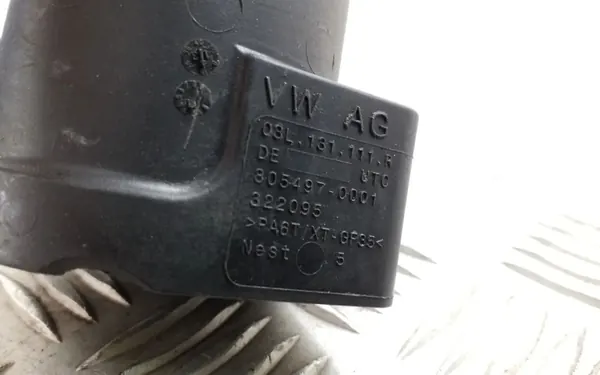 VW AG
03L.131.111.R
DE
305497-0001
322095
>PA6T/XT-GF35<
Nest 5